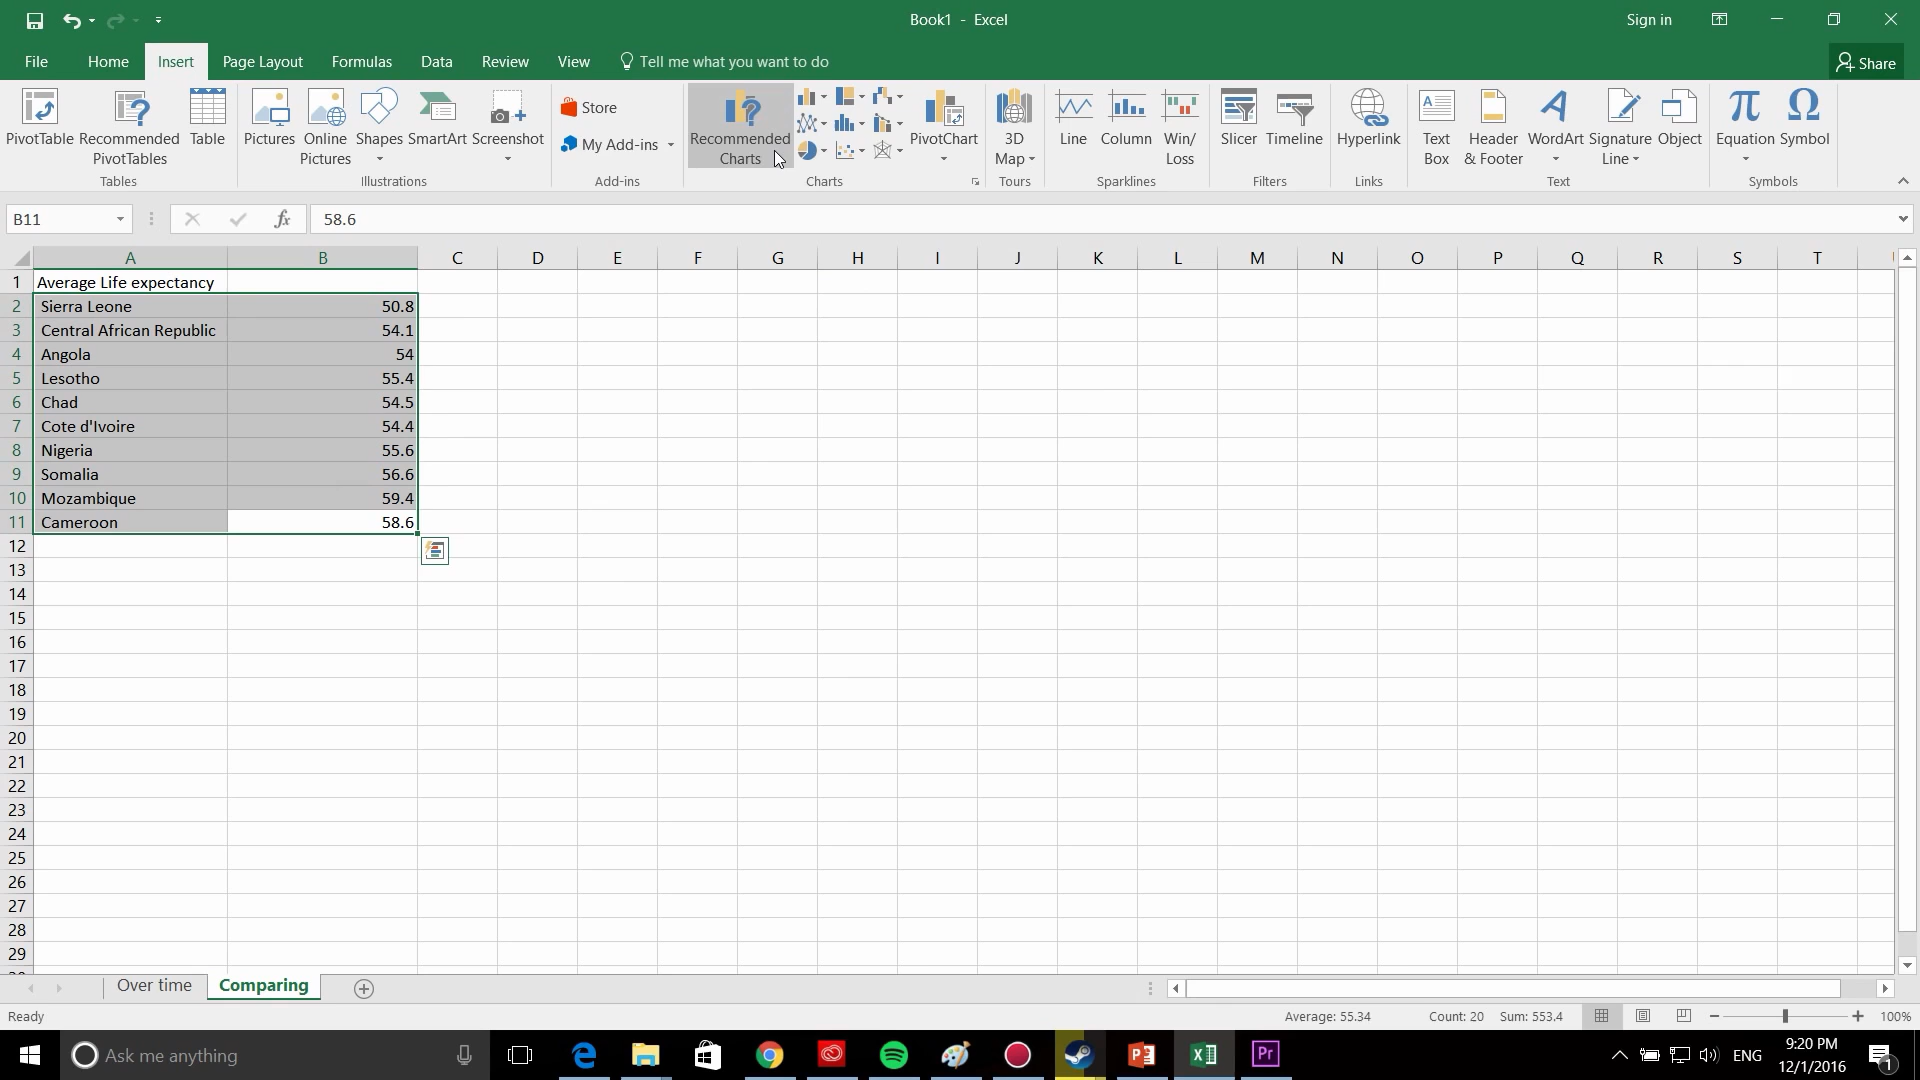 Book1 - Excel
Sign in
File Home Insert Page Layout Formulas Data Review View Tell me what you want to do
Share
PivotTable
Recommended
PivotTables
Table
Tables
Pictures
Online
Pictures
Shapes
SmartArt
Screenshot
Illustrations
Store
My Add-ins
Add-ins
Recommended
Charts
PivotChart
Charts
3D
Map
Tours
Line
Column
Win/
Loss
Sparklines
Slicer
Timeline
Filters
Hyperlink
Links
Text
Box
Header
& Footer
WordArt
Signature
Line
Object
Text
Equation
Symbol
Symbols
B11
fx
58.6
A B C D E F G H I J K L M N O P Q R S T
1 Average Life expectancy
2 Sierra Leone 50.8
3 Central African Republic 54.1
4 Angola 54
5 Lesotho 55.4
6 Chad 54.5
7 Cote d'Ivoire 54.4
8 Nigeria 55.6
9 Somalia 56.6
10 Mozambique 59.4
11 Cameroon 58.6
12
13
14
15
16
17
18
19
20
21
22
23
24
25
26
27
28
29
Over time Comparing
Ready
Average: 55.34 Count: 20 Sum: 553.4
100%
Ask me anything
Pr
ENG
9:20 PM
12/1/2016
1